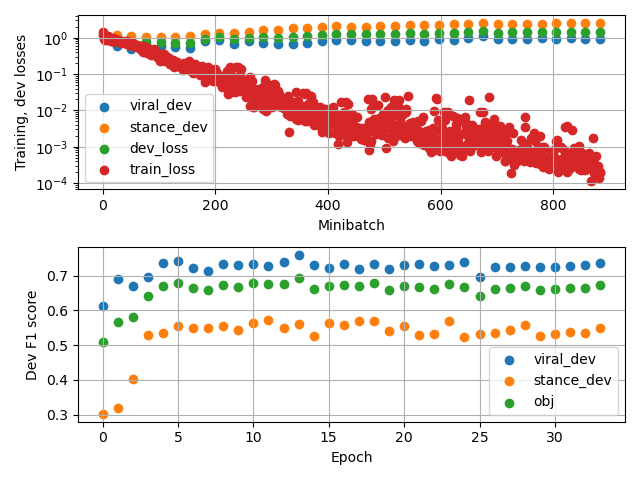 Training, dev losses
10⁰
10⁻¹
10⁻²
10⁻³
10⁻⁴
viral_dev
stance_dev
dev_loss
train_loss
0 200 400 600 800
Minibatch
Dev F1 score
0.7
0.6
0.5
0.4
0.3
viral_dev
stance_dev
obj
0 5 10 15 20 25 30
Epoch